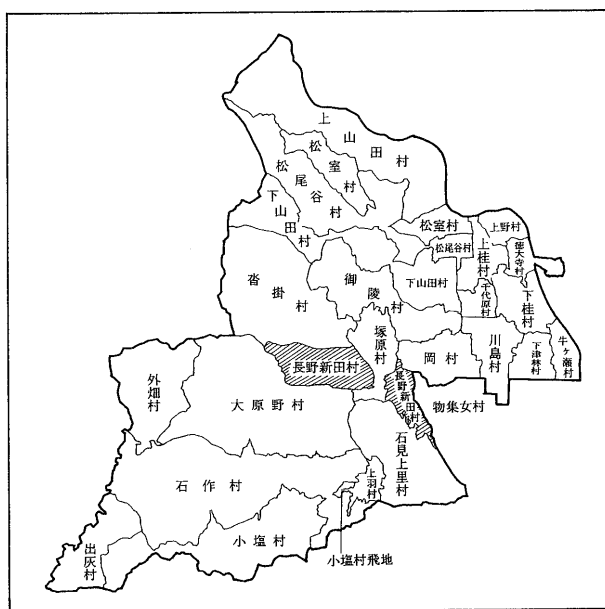 上山田村
松室村
松尾谷村
下山田村
松室村
上野村
松尾谷村
上桂村
徳大寺村
沓掛村
御陵村
下山田村
千代原村
下桂村
塚原村
岡村
川島村
下津林村
牛ヶ瀬村
長野新田村
長野新田村
外畑村
大原野村
物集女村
石見上里村
石作村
上羽村
小塩村
出灰村
小塩村飛地